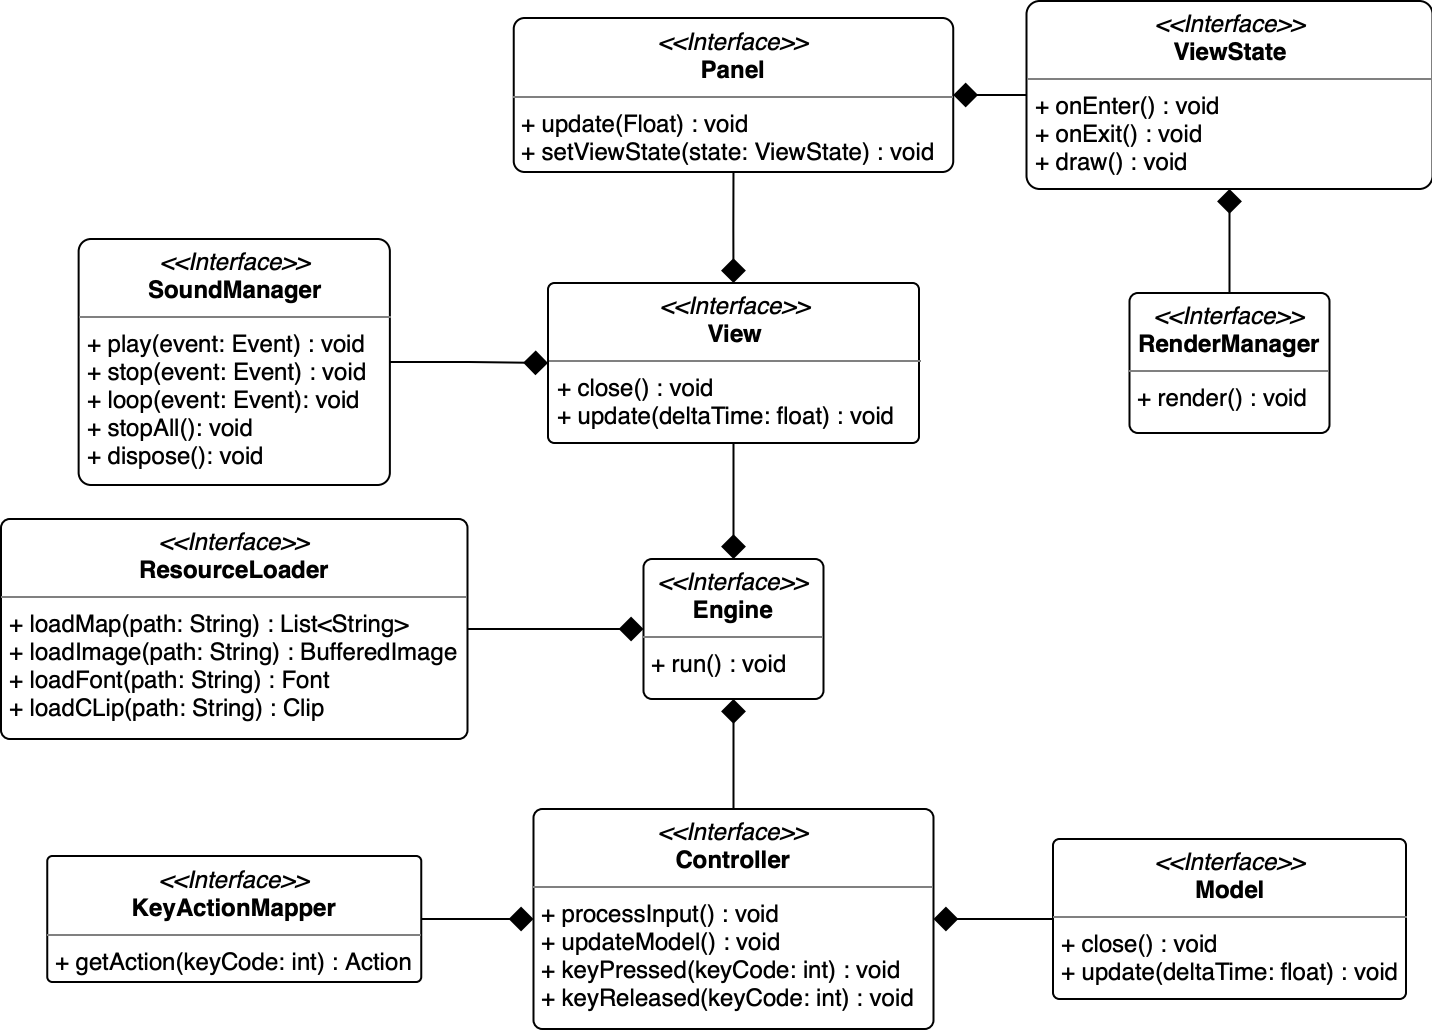 <<Interface>>
Panel
+ update(Float) : void
+ setViewState(state: ViewState) : void
<<Interface>>
ViewState
+ onEnter() : void
+ onExit() : void
+ draw() : void
<<Interface>>
SoundManager
+ play(event: Event) : void
+ stop(event: Event) : void
+ loop(event: Event): void
+ stopAll(): void
+ dispose(): void
<<Interface>>
View
+ close() : void
+ update(deltaTime: float) : void
<<Interface>>
RenderManager
+ render() : void
<<Interface>>
ResourceLoader
+ loadMap(path: String) : List<String>
+ loadImage(path: String) : BufferedImage
+ loadFont(path: String) : Font
+ loadCLip(path: String) : Clip
<<Interface>>
Engine
+ run() : void
<<Interface>>
KeyActionMapper
+ getAction(keyCode: int) : Action
<<Interface>>
Controller
+ processInput() : void
+ updateModel() : void
+ keyPressed(keyCode: int) : void
+ keyReleased(keyCode: int) : void
<<Interface>>
Model
+ close() : void
+ update(deltaTime: float) : void